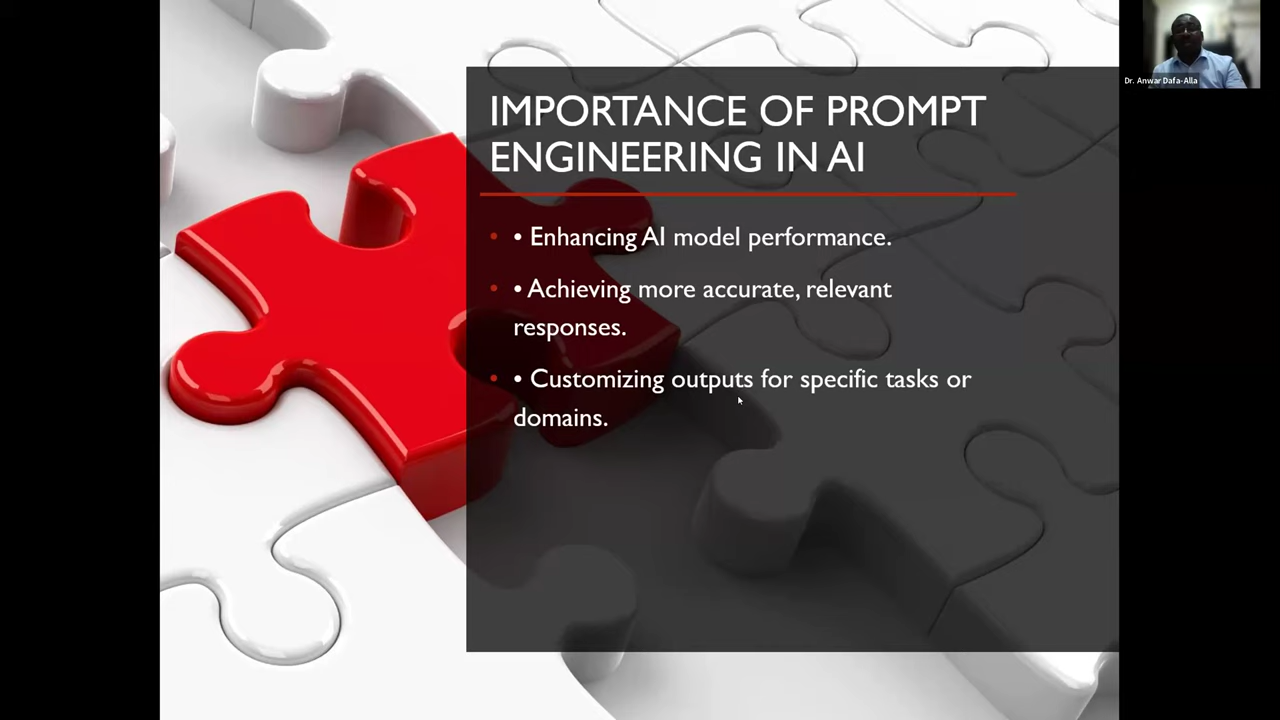 IMPORTANCE OF PROMPT
ENGINEERING IN AI
• • Enhancing AI model performance.
• • Achieving more accurate, relevant
responses.
• • Customizing outputs for specific tasks or
domains.
Dr. Anwar Dafa-Alla